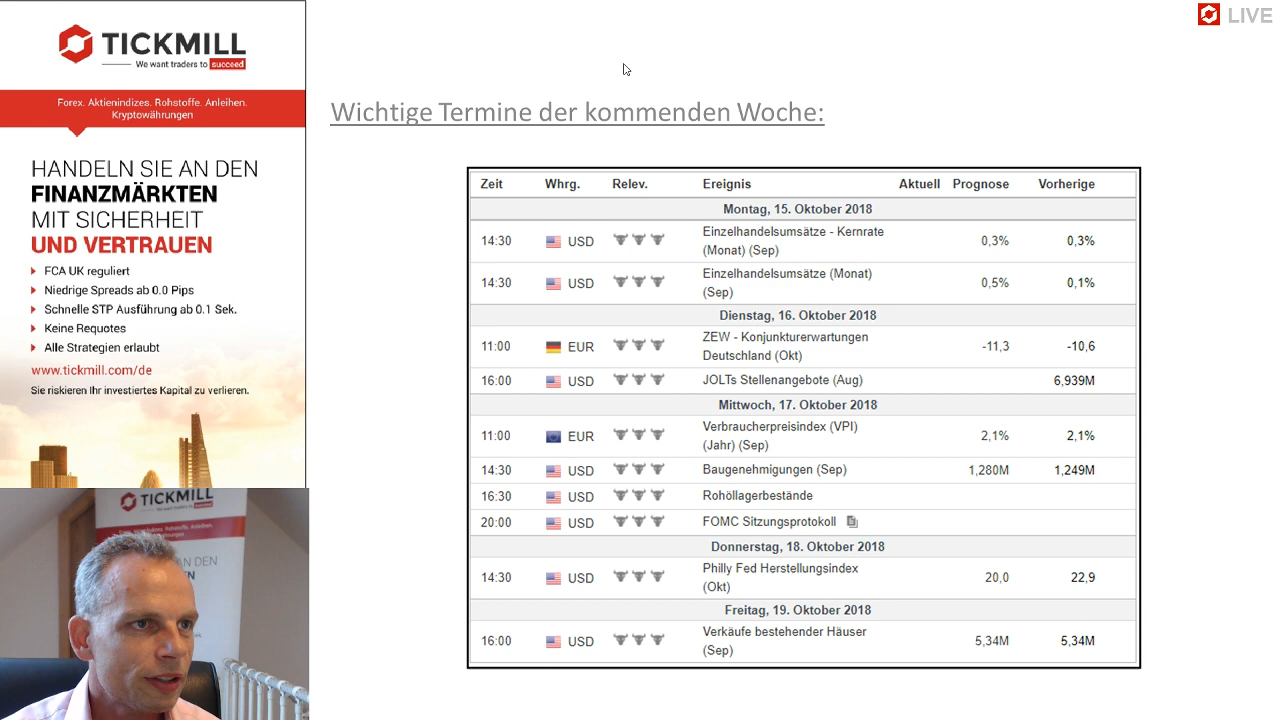 TICKMILL
We want traders to succeed
Forex. Aktienindizes. Rohstoffe. Anleihen.
Kryptowährungen
HANDELN SIE AN DEN
FINANZMÄRKTEN
MIT SICHERHEIT
UND VERTRAUEN
FCA UK reguliert
Niedrige Spreads ab 0.0 Pips
Schnelle STP Ausführung ab 0.1 Sek.
Keine Requotes
Alle Strategien erlaubt
www.tickmill.com/de
Sie riskieren Ihr investiertes Kapital zu verlieren.
TICKMILL
LIVE
Wichtige Termine der kommenden Woche:
Zeit Whrg. Relev. Ereignis Aktuell Prognose Vorherige
Montag, 15. Oktober 2018
14:30 USD Einzelhandelsumsätze - Kernrate
(Monat) (Sep) 0,3% 0,3%
14:30 USD Einzelhandelsumsätze (Monat)
(Sep) 0,5% 0,1%
Dienstag, 16. Oktober 2018
11:00 EUR ZEW - Konjunkturerwartungen
Deutschland (Okt) -11,3 -10,6
16:00 USD JOLTs Stellenangebote (Aug) 6,939M
Mittwoch, 17. Oktober 2018
11:00 EUR Verbraucherpreisindex (VPI)
(Jahr) (Sep) 2,1% 2,1%
14:30 USD Baugenehmigungen (Sep) 1,280M 1,249M
16:30 USD Rohöllagerbestände
20:00 USD FOMC Sitzungsprotokoll
Donnerstag, 18. Oktober 2018
14:30 USD Philly Fed Herstellungsindex
(Okt) 20,0 22,9
Freitag, 19. Oktober 2018
16:00 USD Verkäufe bestehender Häuser
(Sep) 5,34M 5,34M